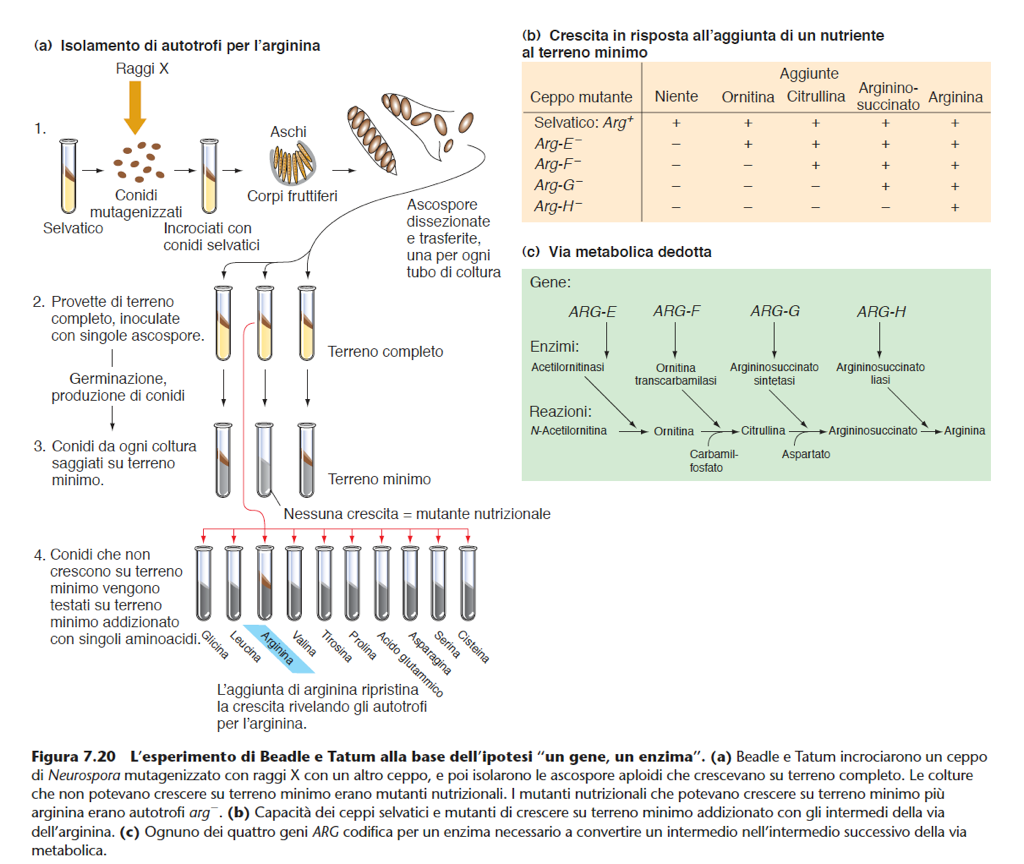 (a) Isolamento di autotrofi per l'arginina
Raggi X
1.
Selvatico
Conidi
mutagenizzati
Incrociati con
conidi selvatici
Aschi
Corpi fruttiferi
Ascospore
dissezionate
e trasferite,
una per ogni
tubo di coltura
2. Provette di terreno
completo, inoculate
con singole ascospore.
Terreno completo
Germinazione,
produzione di conidi
3. Conidi da ogni coltura
saggiati su terreno
minimo.
Terreno minimo
Nessuna crescita = mutante nutrizionale
4. Conidi che non
crescono su terreno
minimo vengono
testati su terreno
minimo addizionato
con singoli aminoacidi.
Glicina
Leucina
Arginina
Valina
Tirosina
Prolina
Acido glutammico
Asparagina
Serina
Cisteina
L'aggiunta di arginina ripristina
la crescita rivelando gli autotrofi
per l'arginina.
(b) Crescita in risposta all'aggiunta di un nutriente
al terreno minimo
Aggiunte
Ceppo mutante Niente Ornitina Citrullina Arginino-succinato Arginina
Selvatico: Arg+ + + + + +
Arg-E– – + + + +
Arg-F– – – + + +
Arg-G– – – – + +
Arg-H– – – – – +
(c) Via metabolica dedotta
Gene:
ARG-E ARG-F ARG-G ARG-H
Enzimi:
Acetilornitinasi
Ornitina
transcarbamilasi
Argininosuccinato
sintetasi
Argininosuccinato
liasi
Reazioni:
N-Acetilornitina Ornitina Citrullina Argininosuccinato Arginina
Carbamil-
fosfato
Aspartato
Figura 7.20 L'esperimento di Beadle e Tatum alla base dell'ipotesi "un gene, un enzima". (a) Beadle e Tatum incrociarono un ceppo
di Neurospora mutagenizzato con raggi X con un altro ceppo, e poi isolarono le ascospore aploidi che crescevano su terreno completo. Le colture
che non potevano crescere su terreno minimo erano mutanti nutrizionali. I mutanti nutrizionali che potevano crescere su terreno minimo più
arginina erano autotrofi arg–. (b) Capacità dei ceppi selvatici e mutanti di crescere su terreno minimo addizionato con gli intermedi della via
dell'arginina. (c) Ognuno dei quattro geni ARG codifica per un enzima necessario a convertire un intermedio nell'intermedio successivo della via
metabolica.